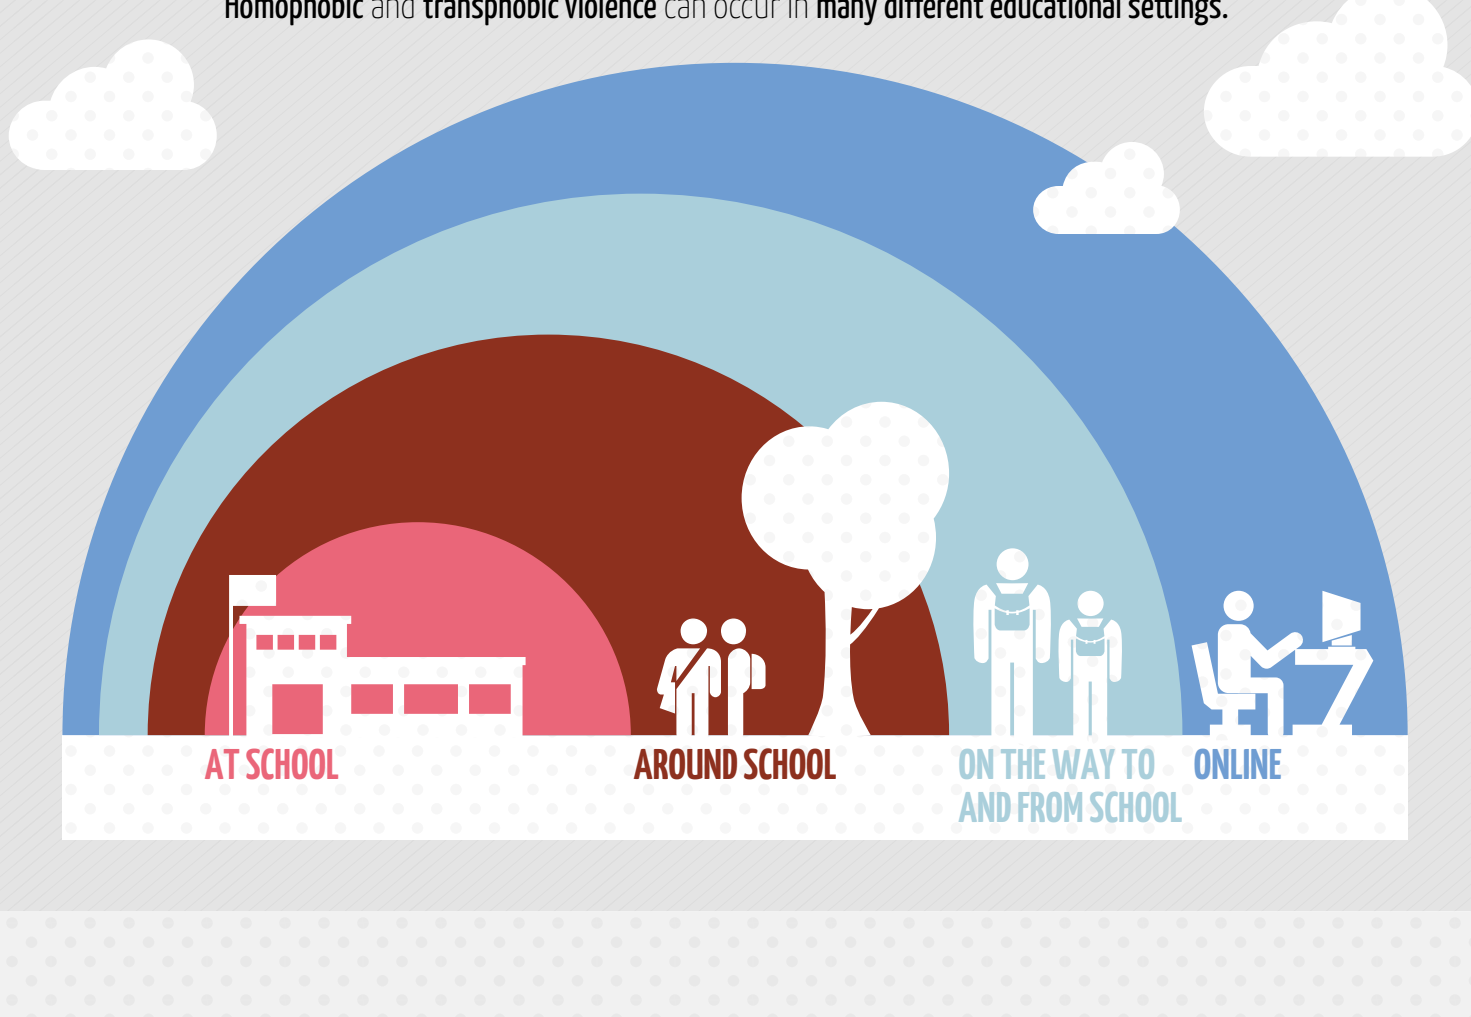 Homophobic and transphobic violence can occur in many different educational settings.
AT SCHOOL
AROUND SCHOOL
ON THE WAY TO
AND FROM SCHOOL
ONLINE